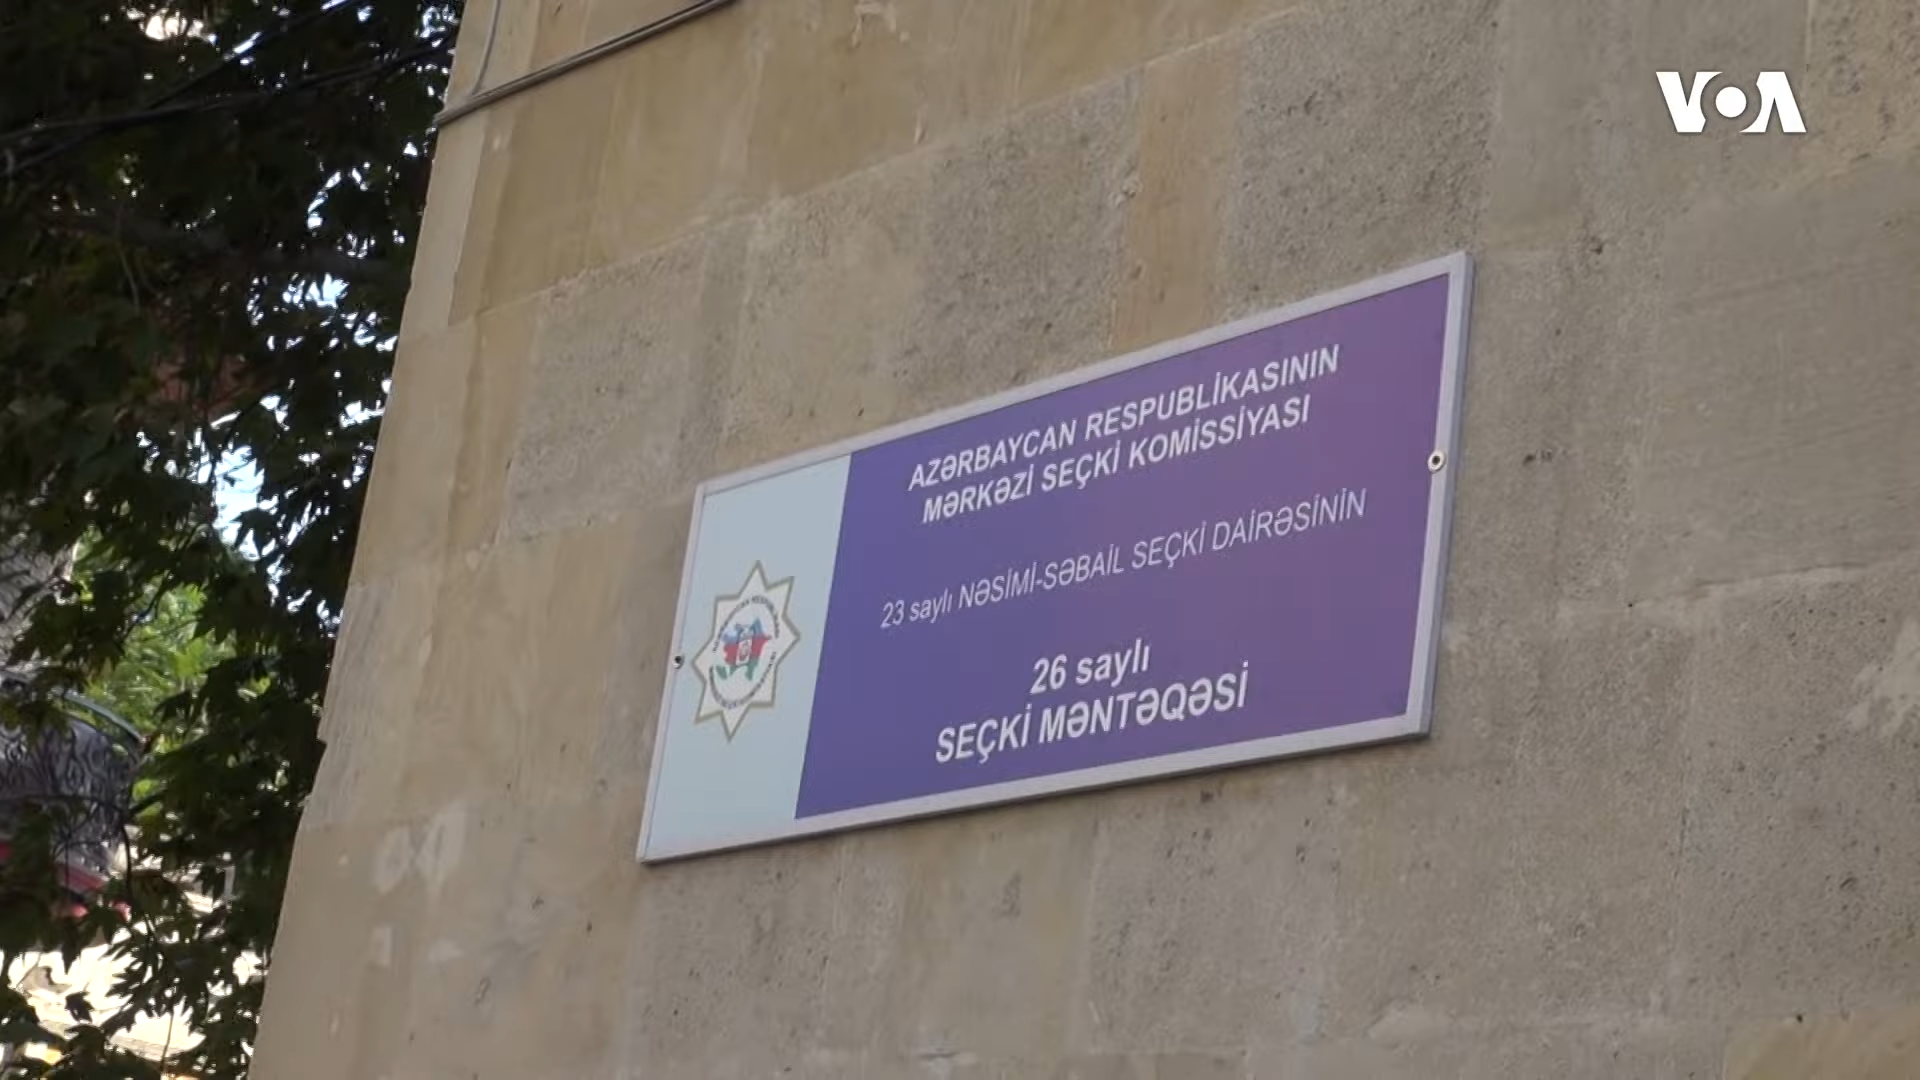 VOA
AZƏRBAYCAN RESPUBLİKASININ
MƏRKƏZİ SEÇKİ KOMİSSİYASI
23 saylı NƏSİMİ-SƏBAİL SEÇKİ DAİRƏSİNİN
26 saylı
SEÇKİ MƏNTƏQƏSİ